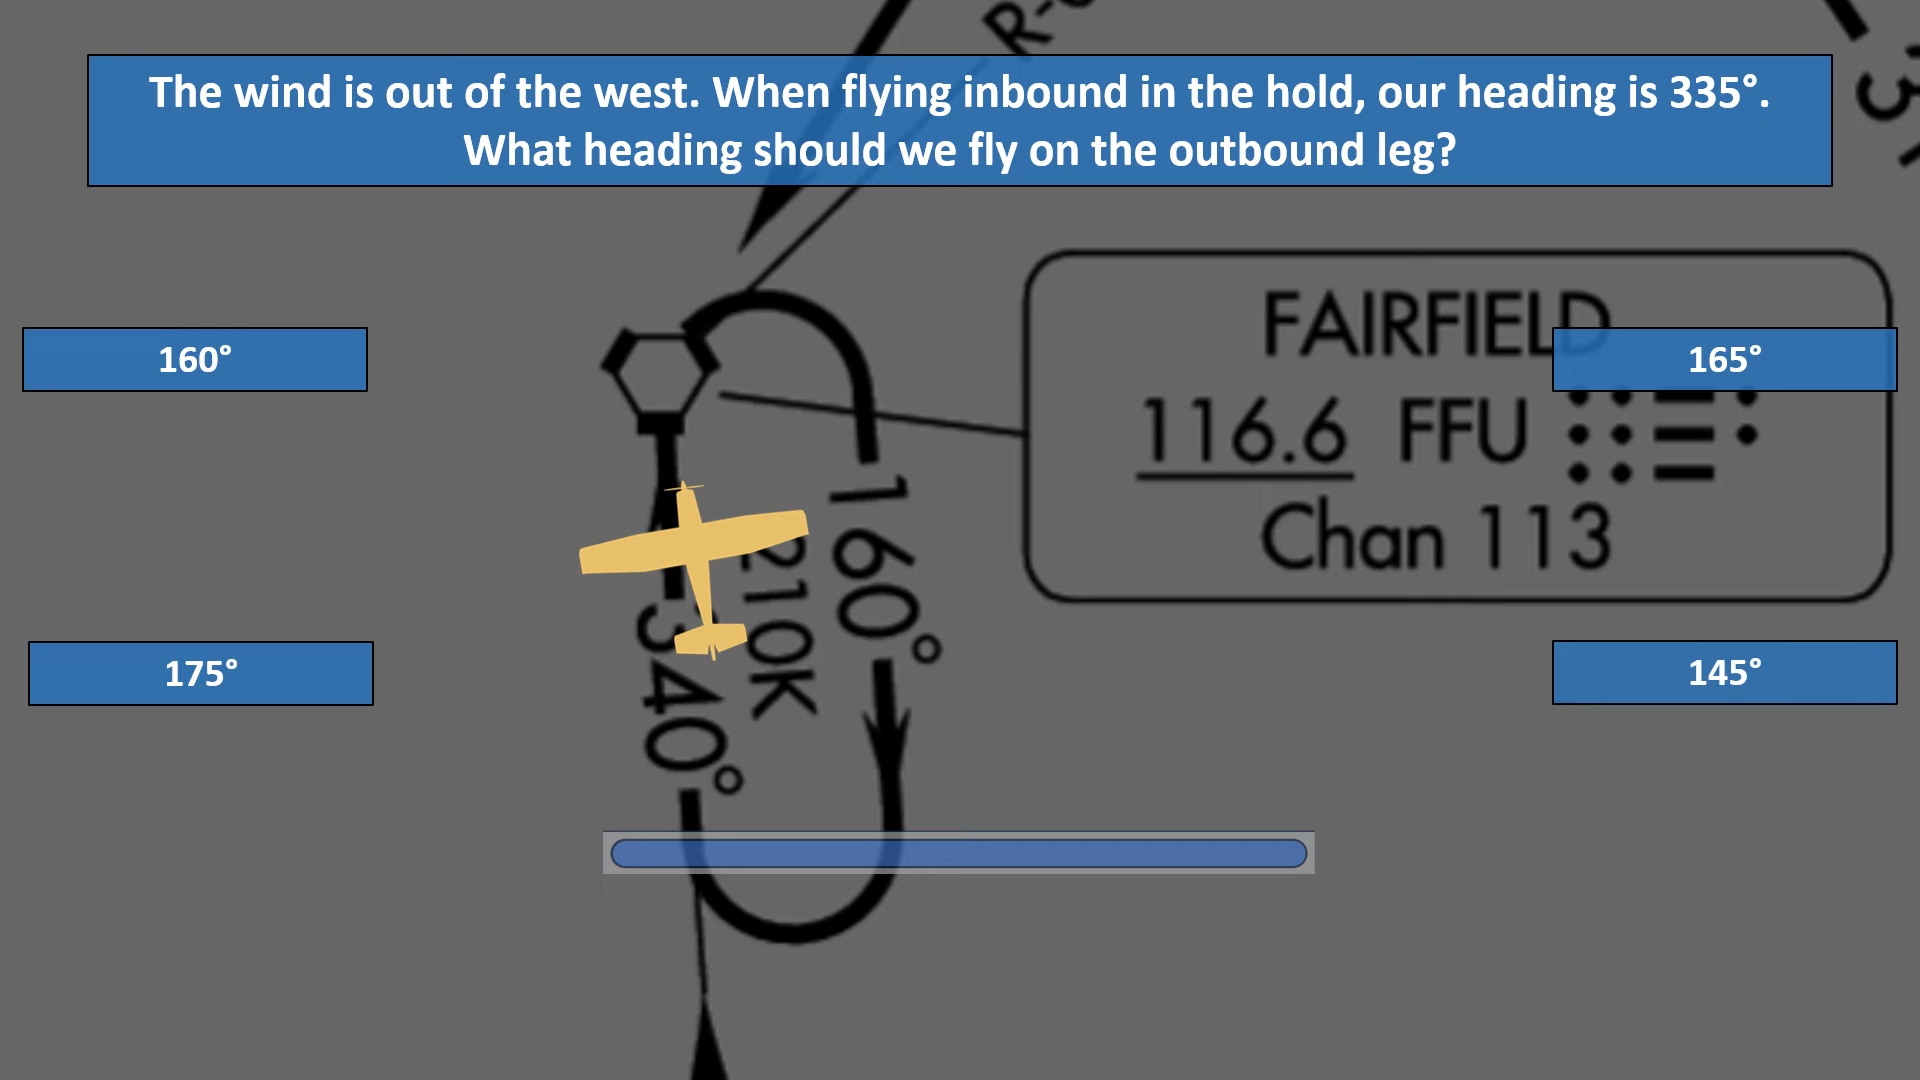 R-
The wind is out of the west. When flying inbound in the hold, our heading is 335°.
What heading should we fly on the outbound leg?
160°
165°
175°
145°
FAIRFIELD
116.6 FFU
Chan 113
160°
210K
340°